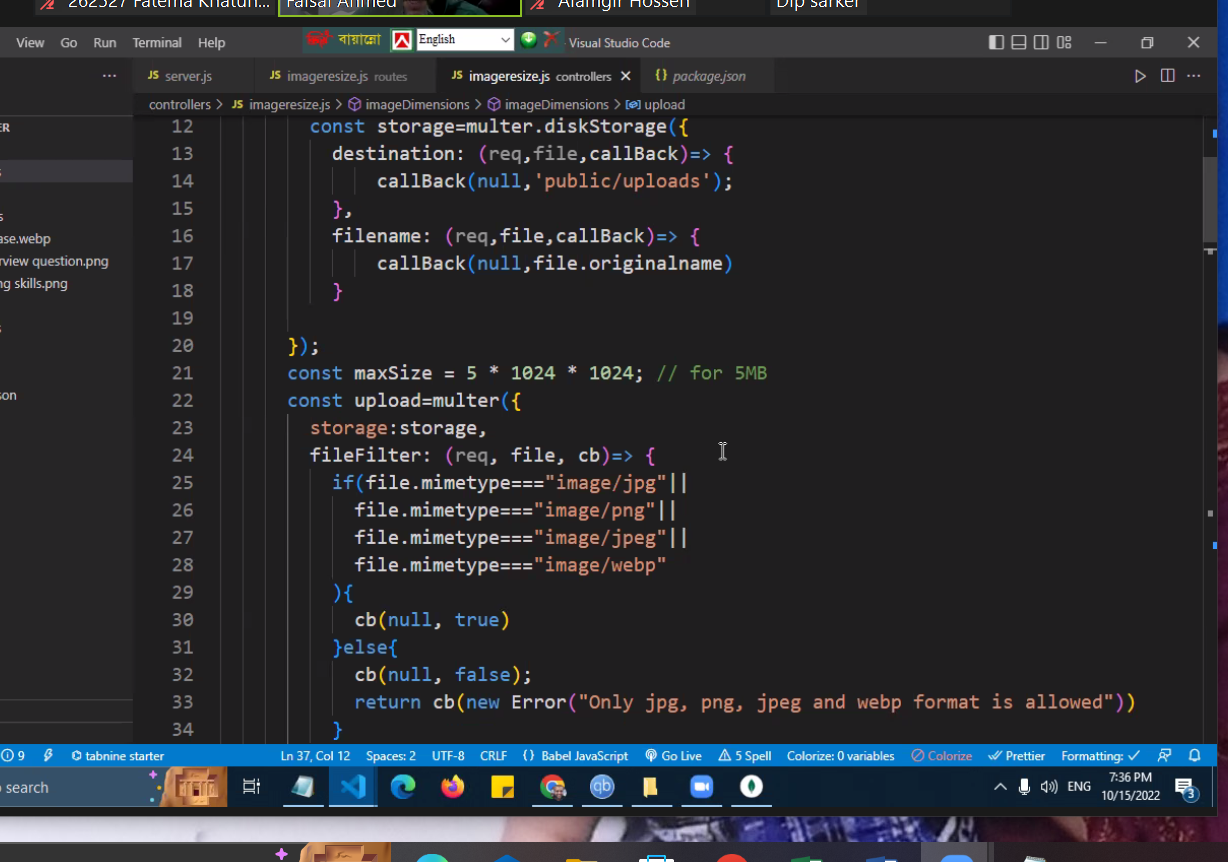 262327 Fatema Khatun...
Faisal Ahmed
Alamgir Hossen
Dip sarker
View Go Run Terminal Help
বায়ান্নো
English
Visual Studio Code
JS server.js
JS imageresize.js routes
JS imageresize.js controllers
{} package.json
controllers > JS imageresize.js > imageDimensions > imageDimensions > upload
ER
ase.webp
rview question.png
ng skills.png
son
12 const storage=multer.diskStorage({
13 destination: (req,file,callBack)=> {
14 callBack(null,'public/uploads');
15 },
16 filename: (req,file,callBack)=> {
17 callBack(null,file.originalname)
18 }
19
20 });
21 const maxSize = 5 * 1024 * 1024; // for 5MB
22 const upload=multer({
23 storage:storage,
24 fileFilter: (req, file, cb)=> {
25 if(file.mimetype==="image/jpg"||
26 file.mimetype==="image/png"||
27 file.mimetype==="image/jpeg"||
28 file.mimetype==="image/webp"
29 ){
30 cb(null, true)
31 }else{
32 cb(null, false);
33 return cb(new Error("Only jpg, png, jpeg and webp format is allowed"))
34 }
9 tabnine starter Ln 37, Col 12 Spaces: 2 UTF-8 CRLF {} Babel JavaScript Go Live 5 Spell Colorize: 0 variables Colorize Prettier Formatting: ✓
search
qb
ENG
7:36 PM
10/15/2022
3